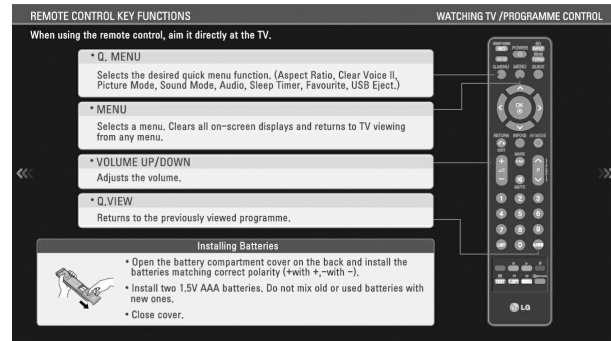 REMOTE CONTROL KEY FUNCTIONS
WATCHING TV /PROGRAMME CONTROL
When using the remote control, aim it directly at the TV.
• Q. MENU
Selects the desired quick menu function. (Aspect Ratio, Clear Voice II,
Picture Mode, Sound Mode, Audio, Sleep Timer, Favourite, USB Eject.)
• MENU
Selects a menu. Clears all on-screen displays and returns to TV viewing
from any menu.
• VOLUME UP/DOWN
Adjusts the volume.
• Q.VIEW
Returns to the previously viewed programme.
Installing Batteries
• Open the battery compartment cover on the back and install the
batteries matching correct polarity (+with +,-with -).
• Install two 1.5V AAA batteries. Do not mix old or used batteries with
new ones.
• Close cover.
POWER
Q.MENU MENU GUIDE
OK
RETURN INFO
EXIT
P
MUTE
1 2 3
4 5 6
7 8 9
LIST 0 Q.VIEW
TEXT
LG